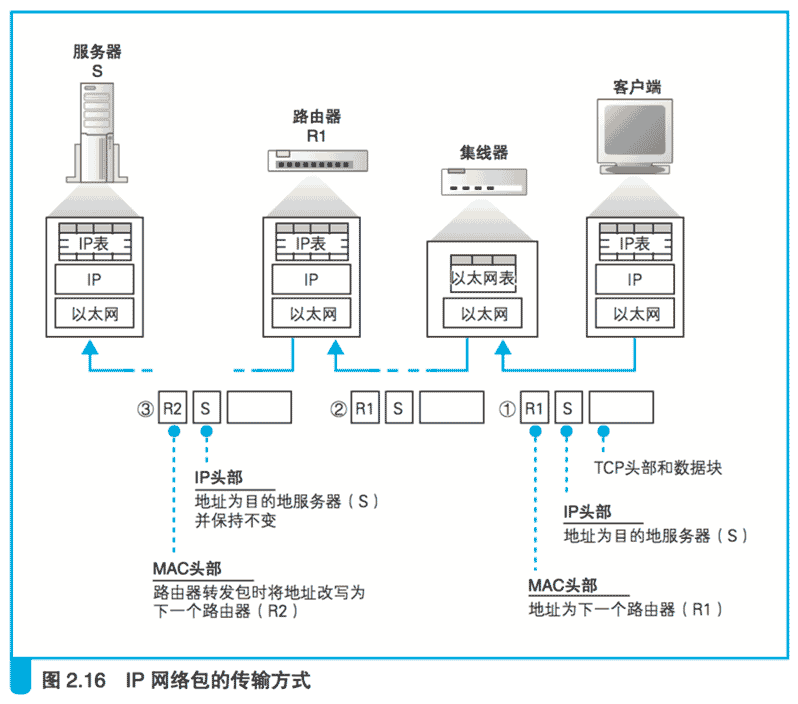 服务器
S
路由器
R1
集线器
客户端
IP表
IP
以太网
IP表
IP
以太网
以太网表
以太网
IP表
IP
以太网
③ R2 S
② R1 S
① R1 S
TCP头部和数据块
IP头部
地址为目的地服务器（S）
并保持不变
IP头部
地址为目的地服务器（S）
MAC头部
路由器转发包时将地址改写为
下一个路由器（R2）
MAC头部
地址为下一个路由器（R1）
图 2.16 IP 网络包的传输方式